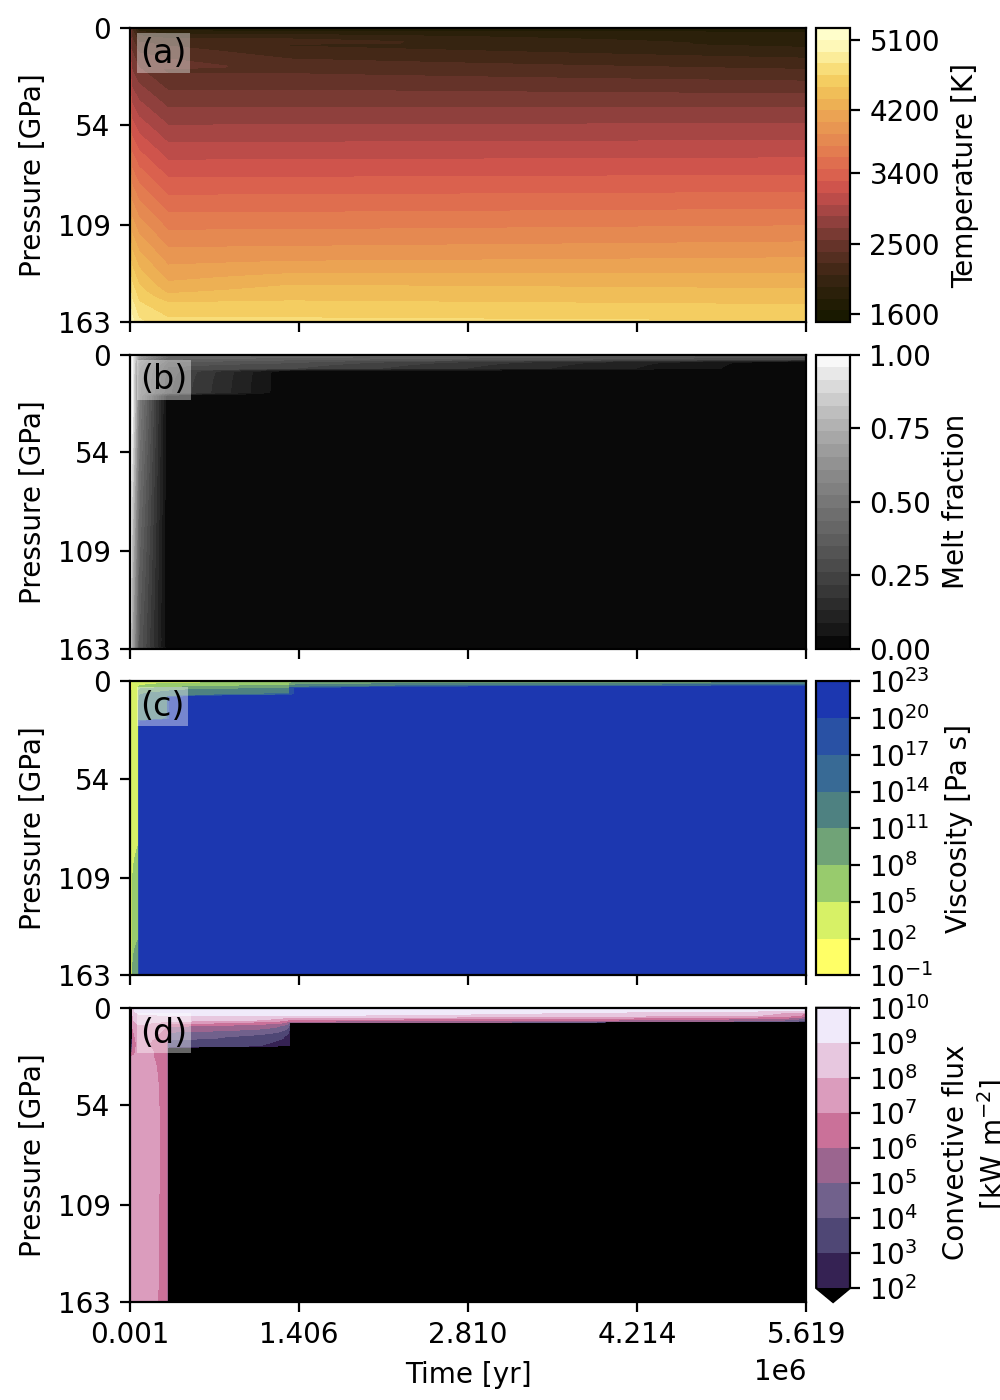 (a)
0
54
109
163
Pressure [GPa]
5100
4200
3400
2500
1600
Temperature [K]
(b)
0
54
109
163
Pressure [GPa]
1.00
0.75
0.50
0.25
0.00
Melt fraction
(c)
0
54
109
163
Pressure [GPa]
10²³
10²⁰
10¹⁷
10¹⁴
10¹¹
10⁸
10⁵
10²
10⁻¹
Viscosity [Pa s]
(d)
0
54
109
163
Pressure [GPa]
10¹⁰
10⁹
10⁸
10⁷
10⁶
10⁵
10⁴
10³
10²
Convective flux
[kW m⁻²]
0.001 1.406 2.810 4.214 5.619
Time [yr]
1e6